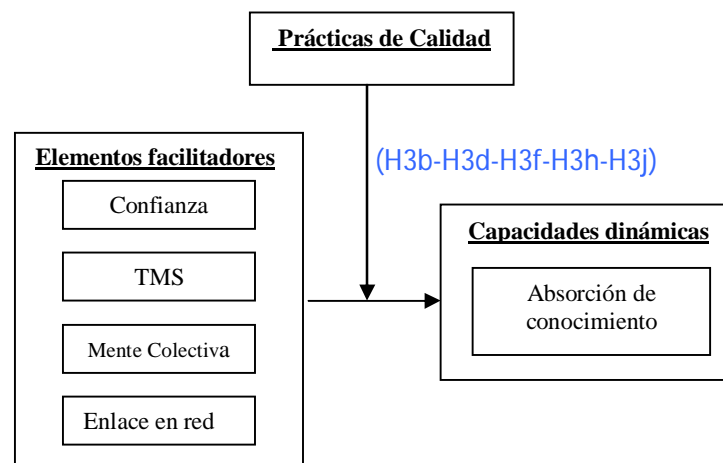 Prácticas de Calidad
Elementos facilitadores
Confianza
TMS
Mente Colectiva
Enlace en red
(H3b-H3d-H3f-H3h-H3j)
Capacidades dinámicas
Absorción de
conocimiento